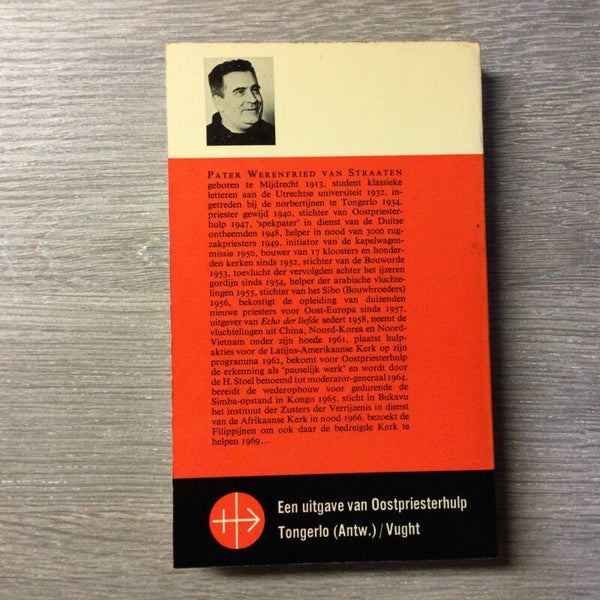 PATER WERENFRIED VAN STRAATEN
geboren te Mijdrecht 1913, student klassieke
letteren aan de Utrechtse universiteit 1932, in-
getreden bij de norbertijnen te Tongerlo 1934,
priester gewijd 1940, stichter van Oostpriester-
hulp 1947, 'spekpater' in dienst van de Duitse
ontheemden 1948, helper in nood van 3000 rug-
zakpriesters 1949, initiator van de kapelwagen-
missie 1950, bouwer van 17 kloosters en honder-
den kerken sinds 1952, stichter van de Bouworde
1953, toevlucht der vervolgden achter het ijzeren
gordijn sinds 1954, helper der arabische vluchte-
lingen 1955, stichter van het Sibo (Bouwbroeders)
1956, bekostigt de opleiding van duizenden
nieuwe priesters voor Oost-Europa sinds 1957,
uitgever van Echo der liefde sedert 1958, neemt de
vluchtelingen uit China, Noord-Korea en Noord-
Vietnam onder zijn hoede 1961, plaatst hulp-
akties voor de Latijns-Amerikaanse Kerk op zijn
programma 1962, bekomt voor Oostpriesterhulp
de erkenning als 'pauselijk werk' en wordt door
de H. Stoel benoemd tot moderator-generaal 1964,
bereidt de wederopbouw voor gedurende de
Simba-opstand in Kongo 1965, sticht in Bukavu
het instituut der Zusters der Verrijzenis in dienst
van de Afrikaanse Kerk in nood 1966, bezoekt de
Filippijnen om ook daar de bedreigde Kerk te
helpen 1969...
Een uitgave van Oostpriesterhulp
Tongerlo (Antw.) / Vught